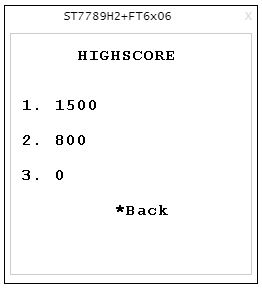 ST7789H2+FT6x06 X
HIGHSCORE
1. 1500
2. 800
3. 0
*Back